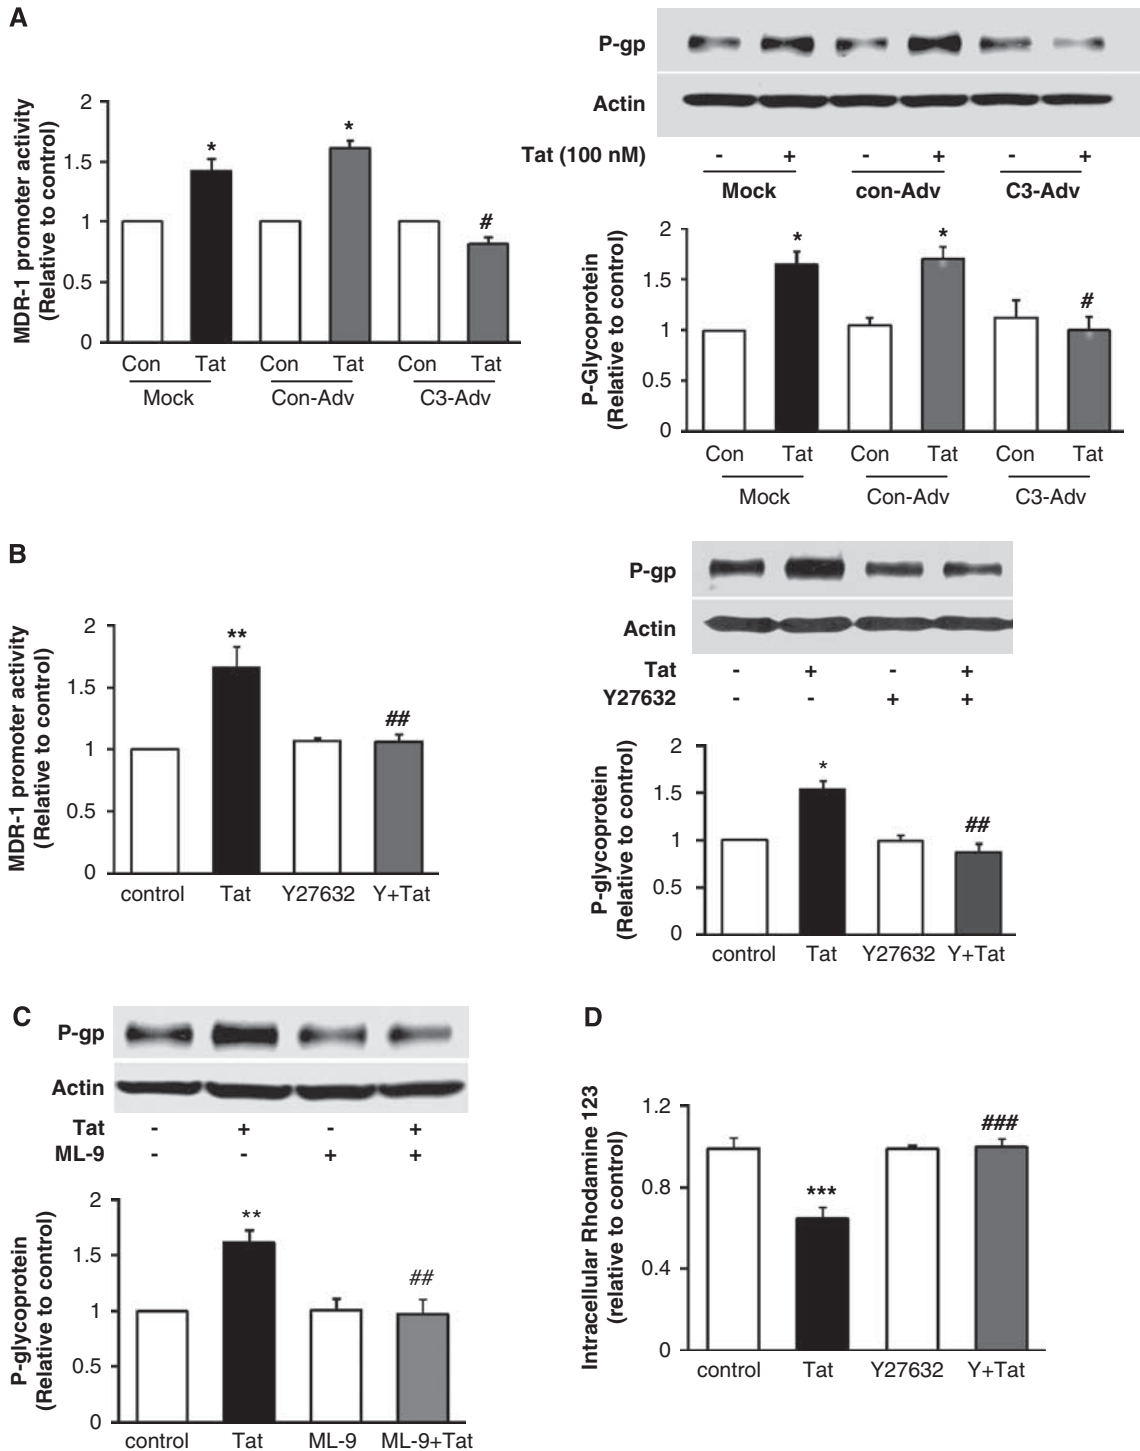 A
MDR-1 promoter activity
(Relative to control)
2
1.5
1
0.5
0
*
*
#
Con Tat Con Tat Con Tat
Mock Con-Adv C3-Adv
P-gp
Actin
Tat (100 nM) - + - + - +
Mock con-Adv C3-Adv
P-Glycoprotein
(Relative to control)
2
1.5
1
0.5
0
*
*
#
Con Tat Con Tat Con Tat
Mock Con-Adv C3-Adv
B
MDR-1 promoter activity
(Relative to control)
2
1.5
1
0.5
0
**
##
control Tat Y27632 Y+Tat
P-gp
Actin
Tat - + - +
Y27632 - - + +
P-glycoprotein
(Relative to control)
2
1.5
1
0.5
0
*
##
control Tat Y27632 Y+Tat
C
P-gp
Actin
Tat - + - +
ML-9 - - + +
P-glycoprotein
(Relative to control)
2
1.5
1
0.5
0
**
##
control Tat ML-9 ML-9+Tat
D
Intracellular Rhodamine 123
(relative to control)
1.2
0.8
0.4
0
***
###
control Tat Y27632 Y+Tat